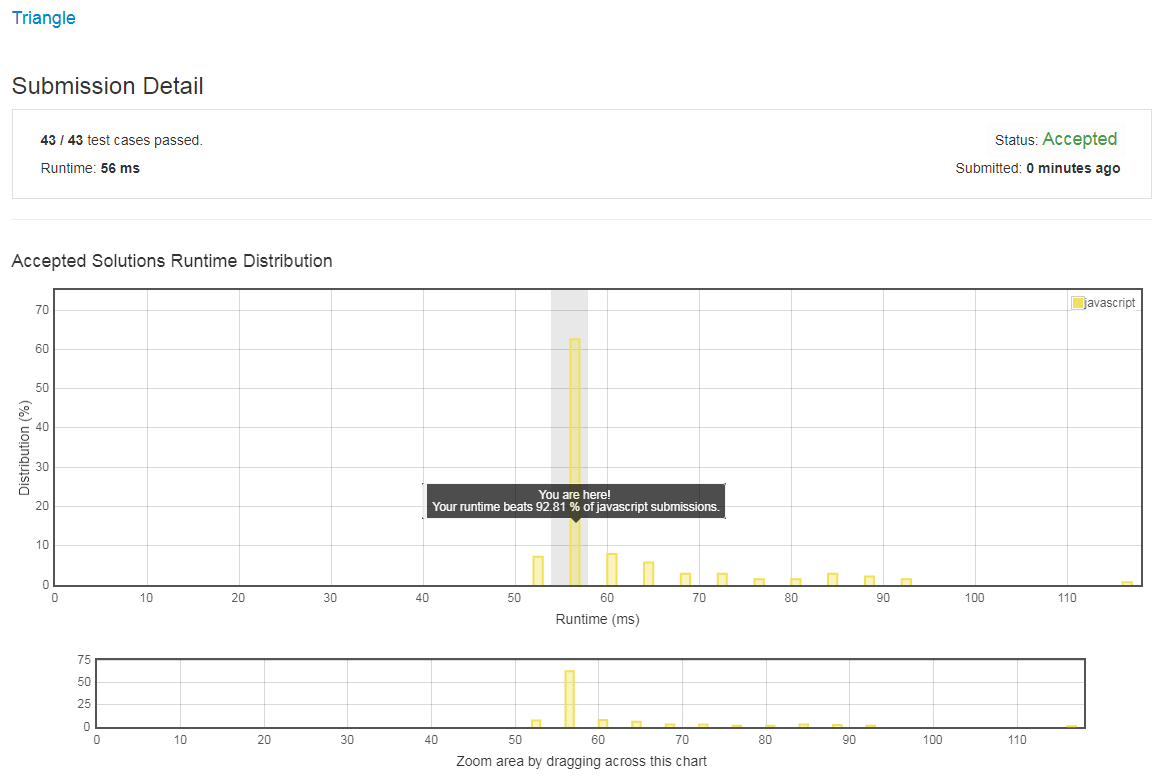 Triangle
Submission Detail
43 / 43 test cases passed.
Status: Accepted
Runtime: 56 ms
Submitted: 0 minutes ago
Accepted Solutions Runtime Distribution
javascript
70
60
50
40
30
20
10
0
Distribution (%)
You are here!
Your runtime beats 92.81 % of javascript submissions.
0 10 20 30 40 50 60 70 80 90 100 110
Runtime (ms)
75
50
25
0
0 10 20 30 40 50 60 70 80 90 100 110
Zoom area by dragging across this chart